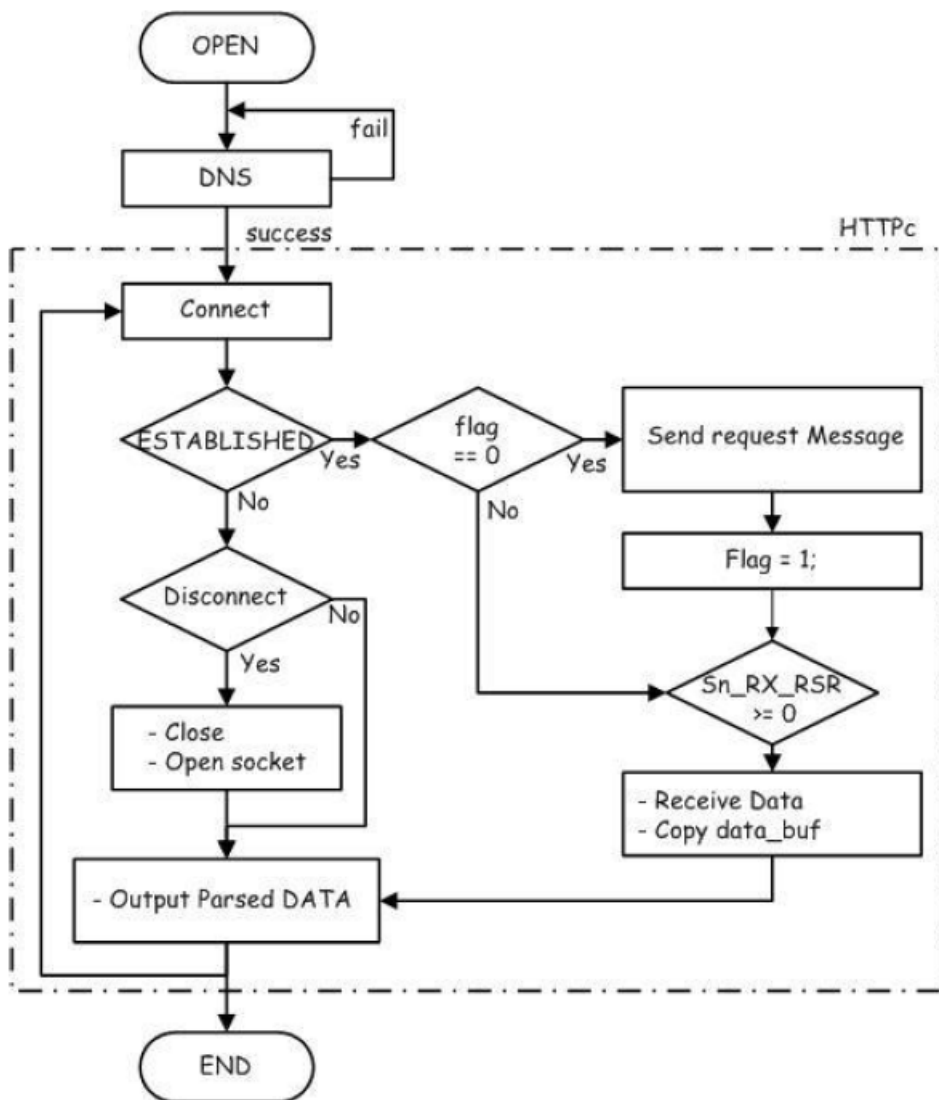 OPEN
fail
DNS
success
HTTPc
Connect
ESTABLISHED
Yes
No
flag
== 0
Yes
No
Send request Message
Flag = 1;
Disconnect
No
Yes
Sn_RX_RSR
>= 0
- Close
- Open socket
- Receive Data
- Copy data_buf
- Output Parsed DATA
END